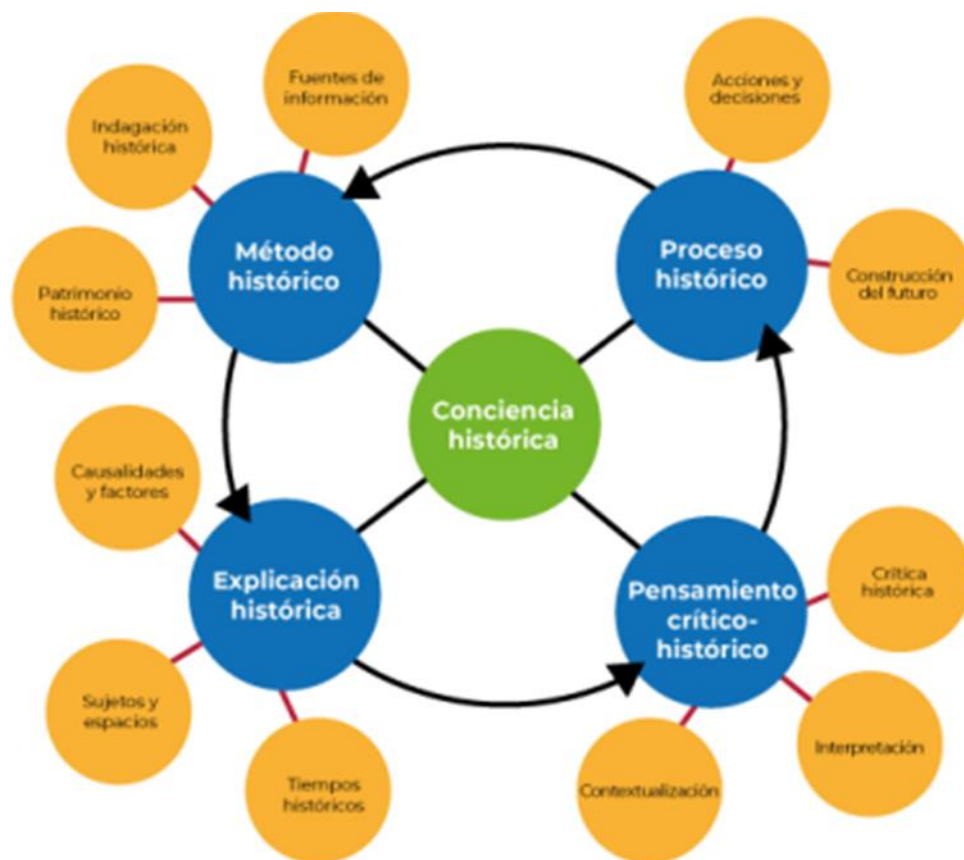 Fuentes de
información
Indagación
histórica
Patrimonio
histórico
Método
histórico
Acciones y
decisiones
Proceso
histórico
Construcción
del futuro
Conciencia
histórica
Causalidades
y factores
Explicación
histórica
Sujetos y
espacios
Tiempos
históricos
Pensamiento
crítico-
histórico
Crítica
histórica
Interpretación
Contextualización